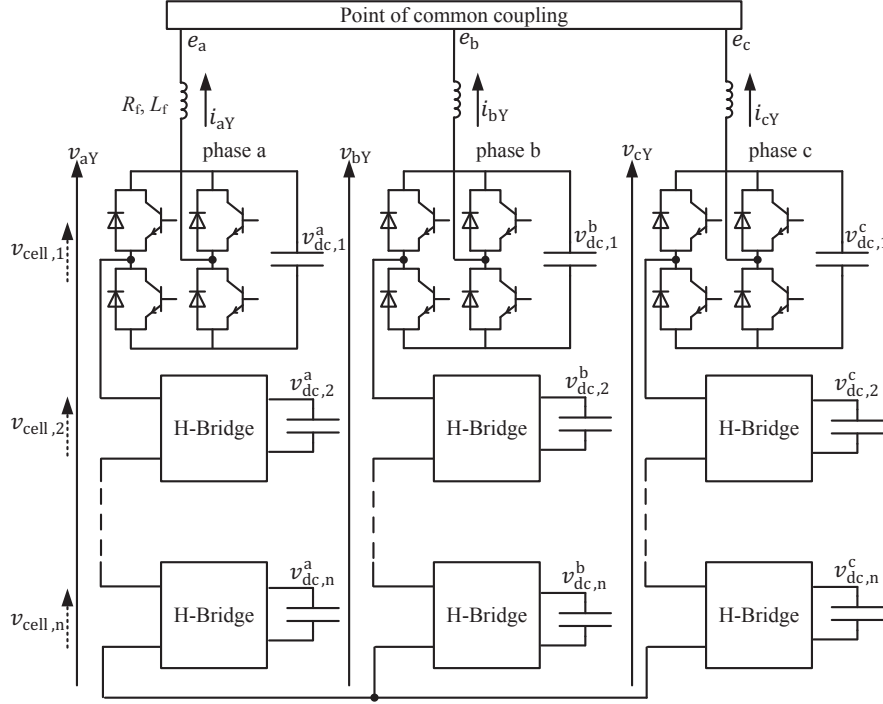 Point of common coupling
e_a e_b e_c
R_f, L_f i_aY i_bY i_cY
v_aY phase a v_bY phase b v_cY phase c
v_cell,1 v^a_dc,1 v^b_dc,1 v^c_dc,1
v_cell,2 H-Bridge v^a_dc,2 H-Bridge v^b_dc,2 H-Bridge v^c_dc,2
v_cell,n H-Bridge v^a_dc,n H-Bridge v^b_dc,n H-Bridge v^c_dc,n